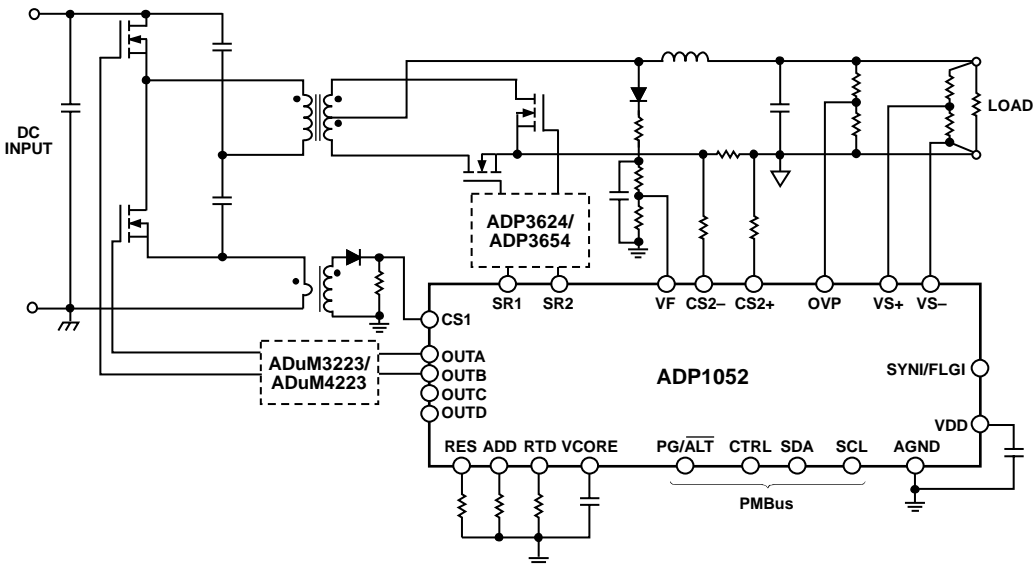 DC
INPUT
LOAD
ADP3624/
ADP3654
SR1 SR2 VF CS2– CS2+ OVP VS+ VS–
CS1
ADuM3223/
ADuM4223
OUTA
OUTB
OUTC
OUTD
ADP1052
SYNI/FLGI
VDD
RES ADD RTD VCORE PG/ALT CTRL SDA SCL AGND
PMBus